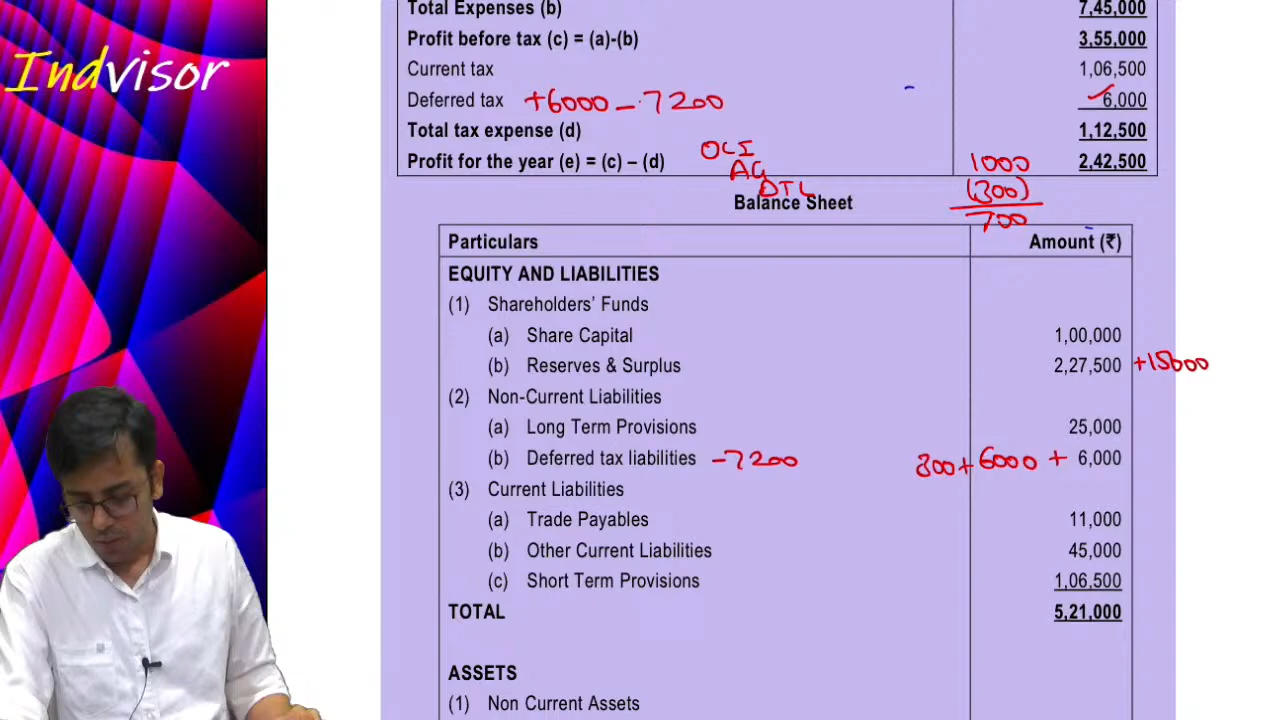 Indvisor
Total Expenses (b) 7,45,000
Profit before tax (c) = (a)-(b) 3,55,000
Current tax 1,06,500
Deferred tax +6000 - 7200 6,000
Total tax expense (d) 1,12,500
OCI
Profit for the year (e) = (c) – (d) 1000 2,42,500
AG
DTL (300)
Balance Sheet 700
Particulars Amount (₹)
EQUITY AND LIABILITIES
(1) Shareholders’ Funds
(a) Share Capital 1,00,000
(b) Reserves & Surplus 2,27,500 +15000
(2) Non-Current Liabilities
(a) Long Term Provisions 25,000
(b) Deferred tax liabilities -7200 300+ 6000 + 6,000
(3) Current Liabilities
(a) Trade Payables 11,000
(b) Other Current Liabilities 45,000
(c) Short Term Provisions 1,06,500
TOTAL 5,21,000
ASSETS
(1) Non Current Assets